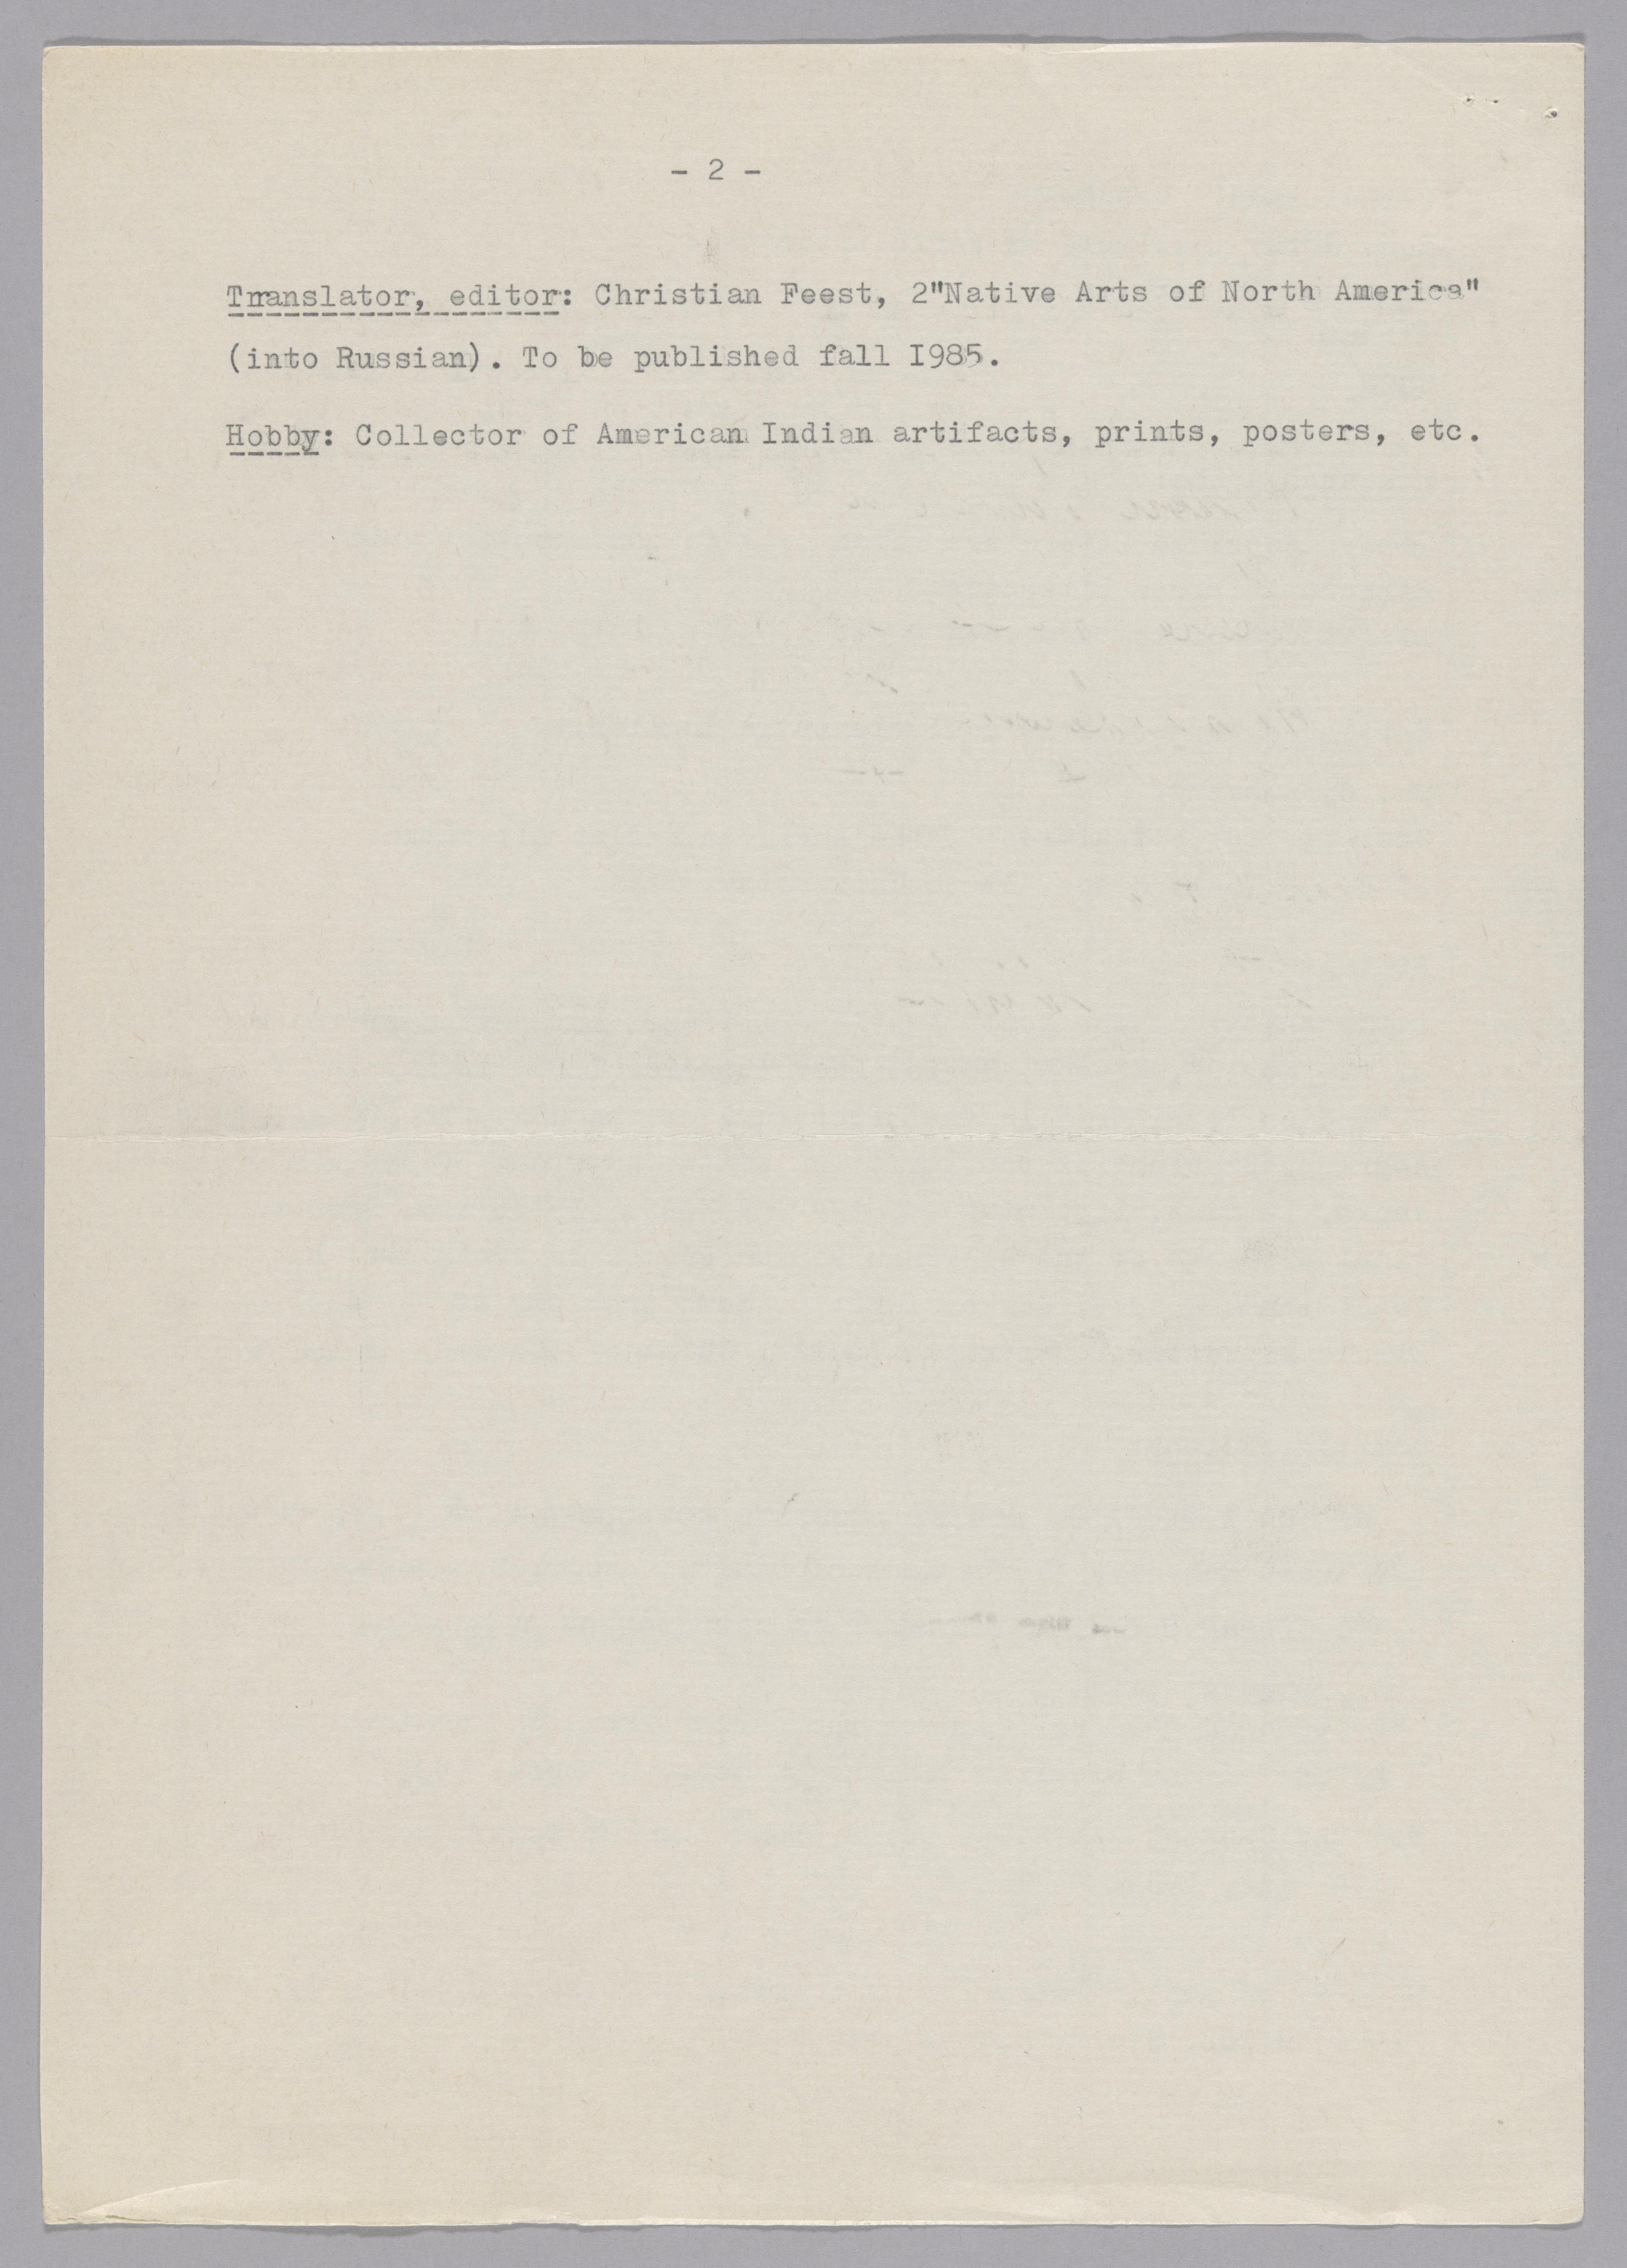 - 2 -
Translator, editor: Christian Feest, 2"Native Arts of North America"
(into Russian). To be published fall I985.
Hobby: Collector of American Indian artifacts, prints, posters, etc.